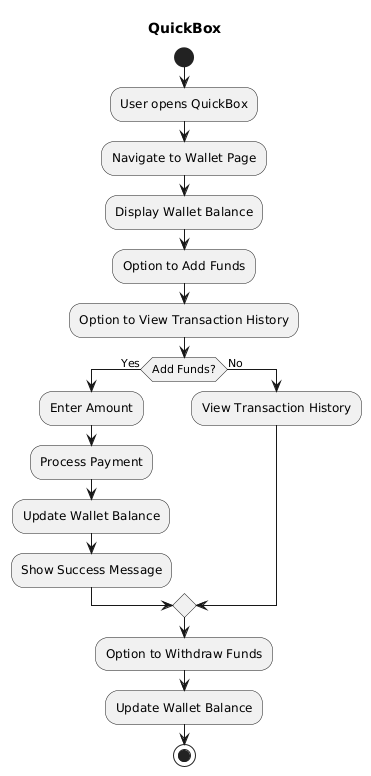 QuickBox
User opens QuickBox
Navigate to Wallet Page
Display Wallet Balance
Option to Add Funds
Option to View Transaction History
Add Funds?
Yes
No
Enter Amount
View Transaction History
Process Payment
Update Wallet Balance
Show Success Message
Option to Withdraw Funds
Update Wallet Balance